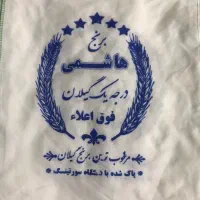 برنج
هاشمی
درجه یک گیلان
فوق اعلاء
مرغوب ترین برنج گیلان
پاک شده با دستگاه سورتینگ